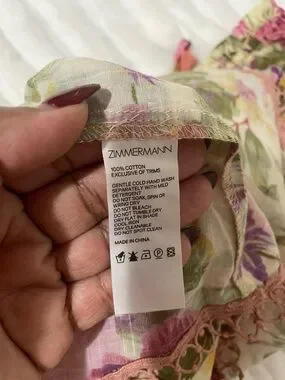 ZIMMERMANN
100% COTTON
EXCLUSIVE OF TRIMS
GENTLE COLD HAND WASH
SEPARATELY WITH MILD
DETERGENT
DO NOT SOAK, SPIN OR
WRING DRY
DO NOT BLEACH
DO NOT TUMBLE DRY
DRY FLAT IN SHADE
COOL IRON
DRY CLEANABLE
DO NOT SPOT CLEAN
MADE IN CHINA